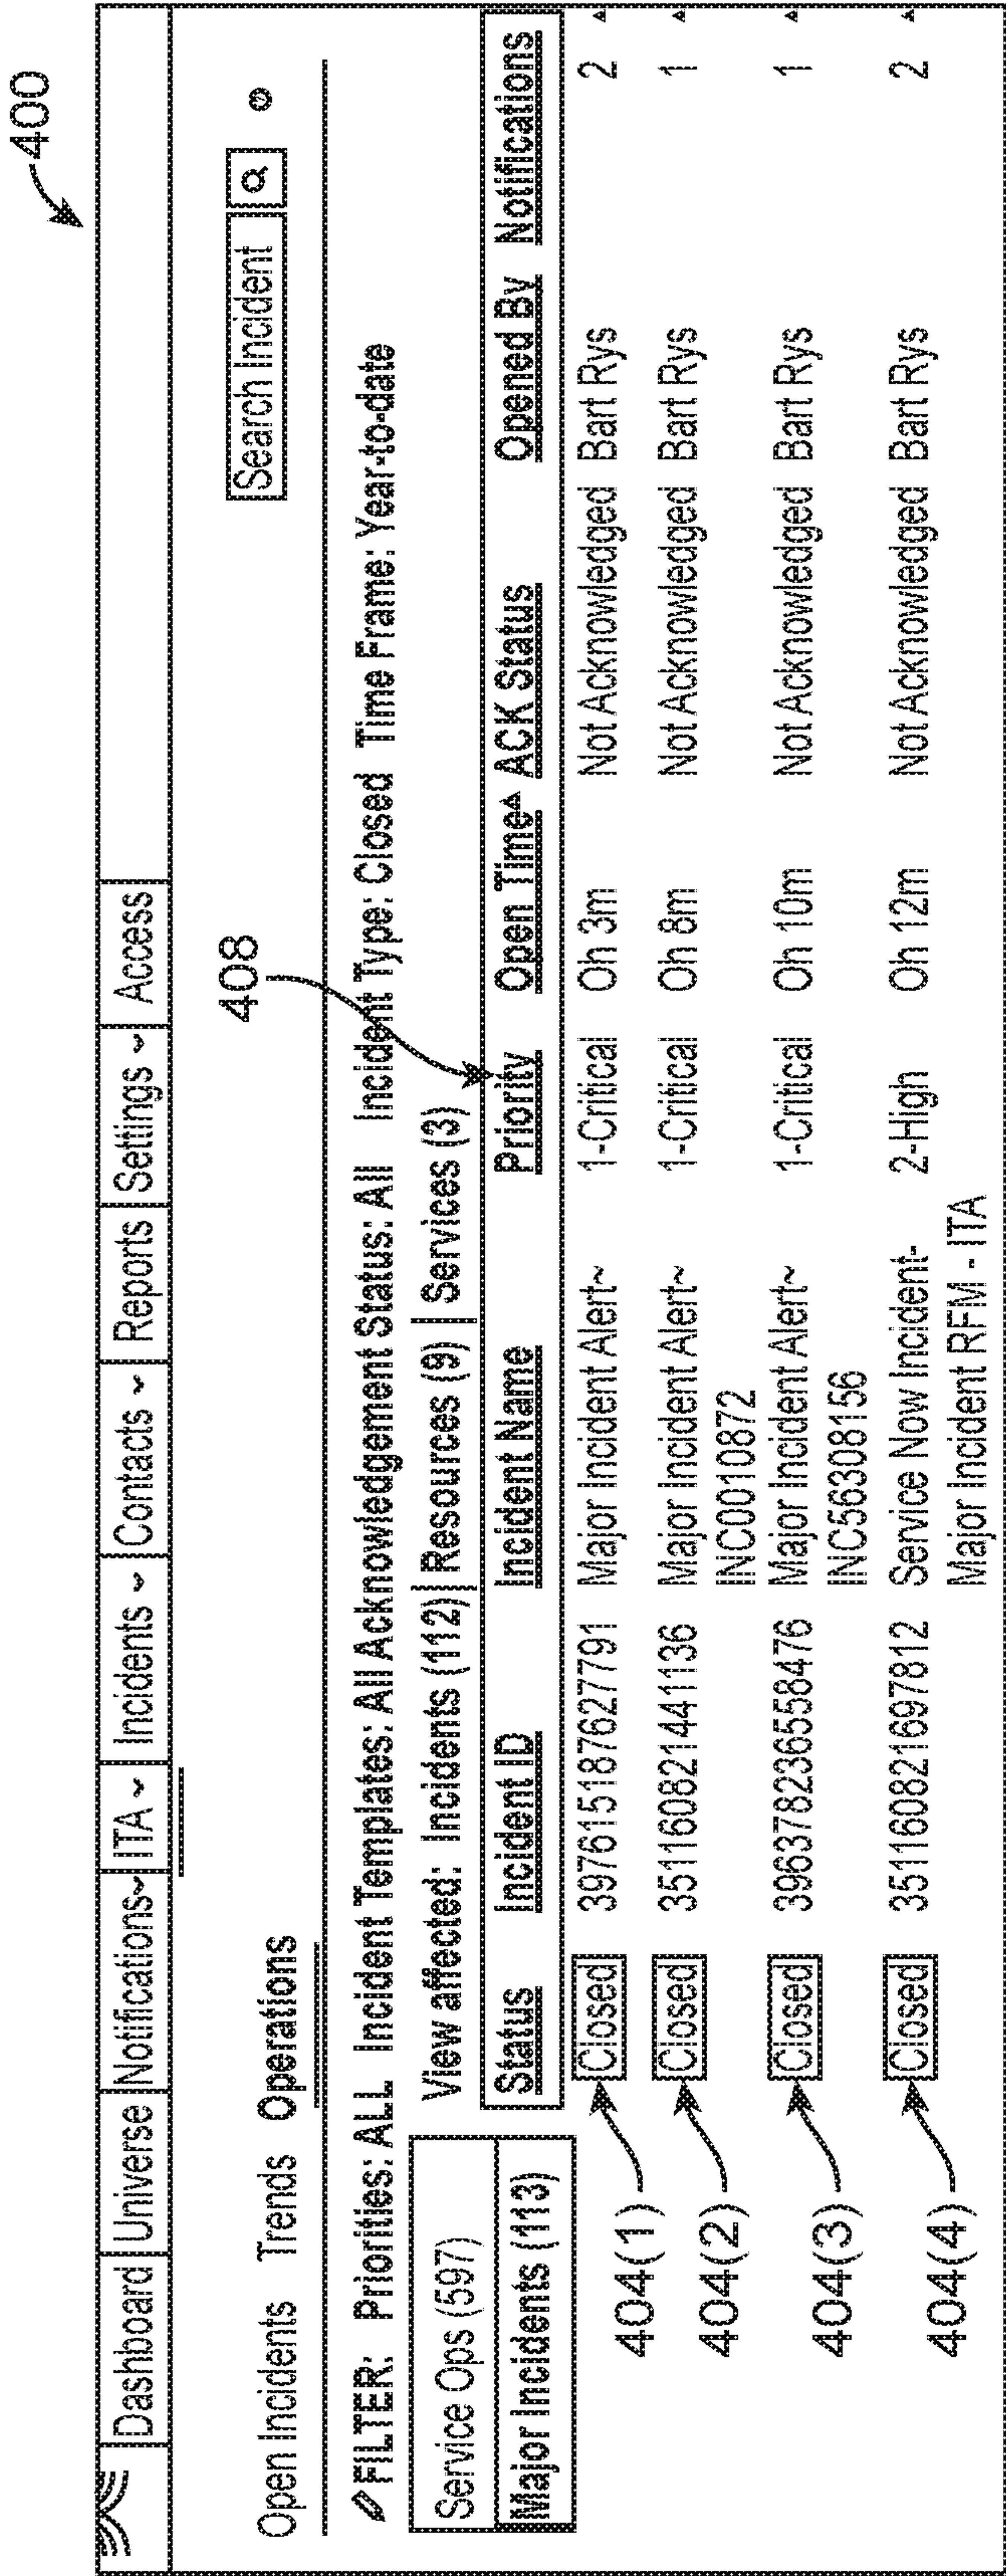 400
Dashboard Universe Notifications ITA Incidents Contacts Reports Settings Access
Search Incident
Open Incidents Trends Operations
408
FILTER: Priorities: ALL Incident Templates: All Acknowledgement Status: All Incident Type: Closed Time Frame: Year-to-date
Service Ops (597)
Major Incidents (113)
View affected: Incidents (112) | Resources (9) | Services (3)
Status Incident ID Incident Name Priority Open Time ACK Status Opened By Notifications
404(1) Closed 397615187627791 Major Incident Alert~ 1-Critical 0h 3m Not Acknowledged Bart Rys 2
404(2) Closed 351160821441136 Major Incident Alert~ 1-Critical 0h 8m Not Acknowledged Bart Rys 1
INC0010872
404(3) Closed 396378236558476 Major Incident Alert~ 1-Critical 0h 10m Not Acknowledged Bart Rys 1
INC56308156
404(4) Closed 351160821697812 Service Now Incident- 2-High 0h 12m Not Acknowledged Bart Rys 2
Major Incident RFM - ITA